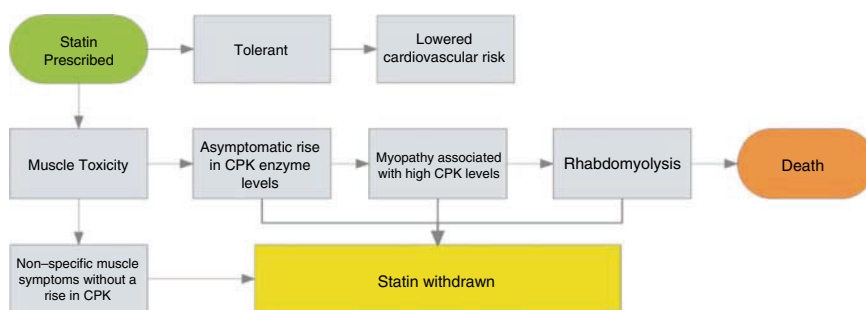 Statin
Prescribed
Tolerant
Lowered
cardiovascular risk
Muscle Toxicity
Asymptomatic rise
in CPK enzyme
levels
Myopathy associated
with high CPK levels
Rhabdomyolysis
Death
Non–specific muscle
symptoms without a
rise in CPK
Statin withdrawn